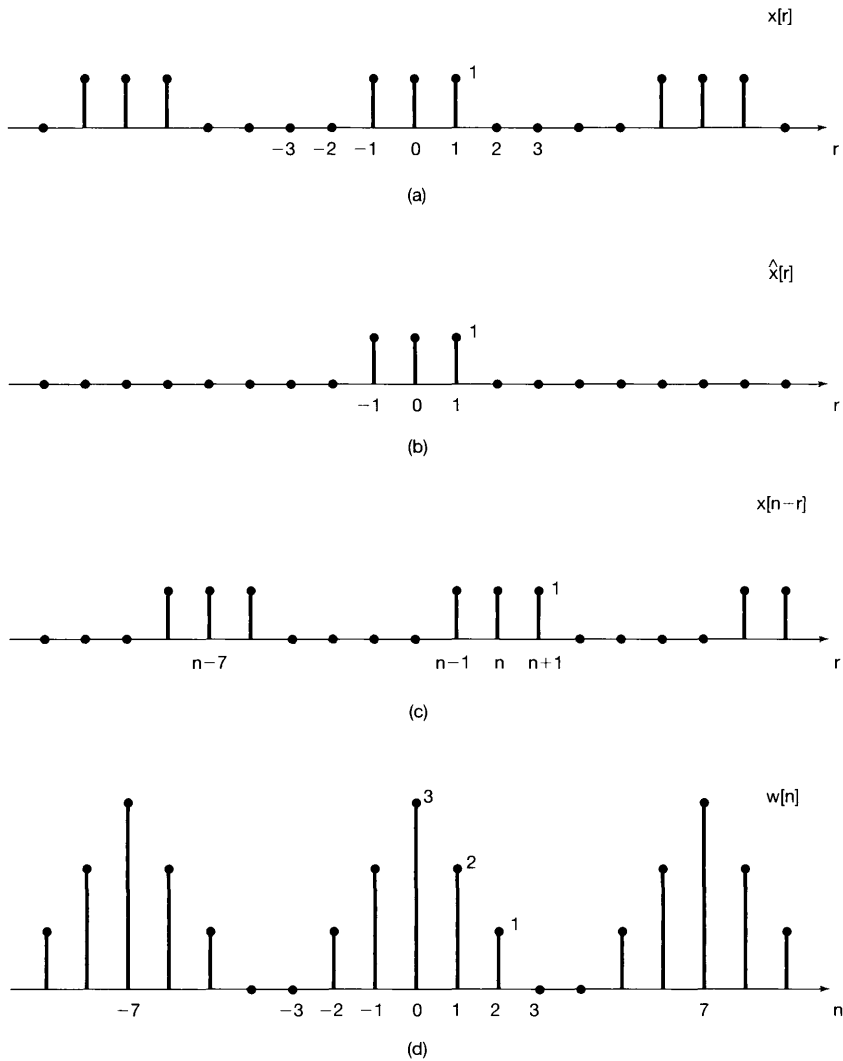 x[r]
1
−3 −2 −1 0 1 2 3 r
(a)
x̂[r]
1
−1 0 1 r
(b)
x[n−r]
1
n−7 n−1 n n+1 r
(c)
w[n]
3
2
1
−7 −3 −2 −1 0 1 2 3 7 n
(d)